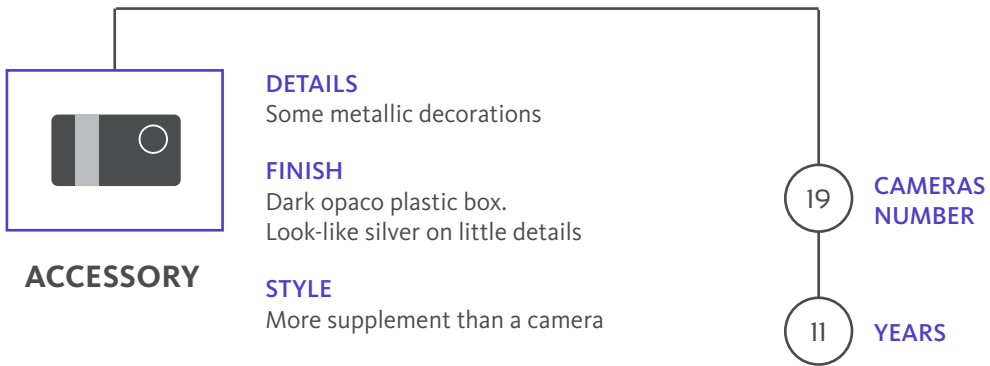 DETAILS
Some metallic decorations
FINISH
Dark opaco plastic box.
Look-like silver on little details
STYLE
More supplement than a camera
ACCESSORY
19
CAMERAS
NUMBER
11
YEARS